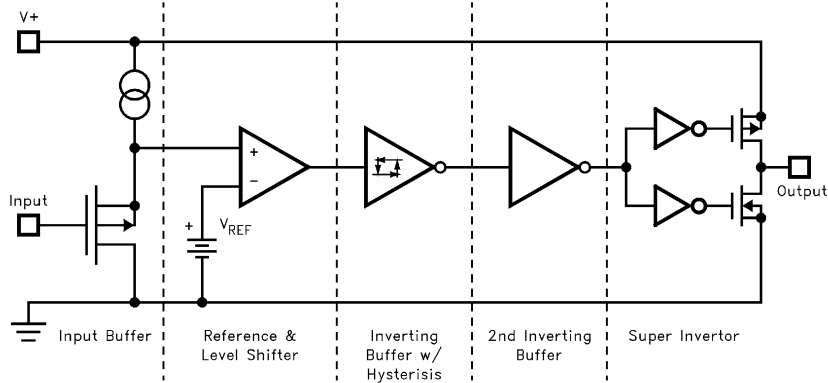 V+
Input
+
−
+
VREF
Output
Input Buffer
Reference &
Level Shifter
Inverting
Buffer w/
Hysterisis
2nd Inverting
Buffer
Super Invertor